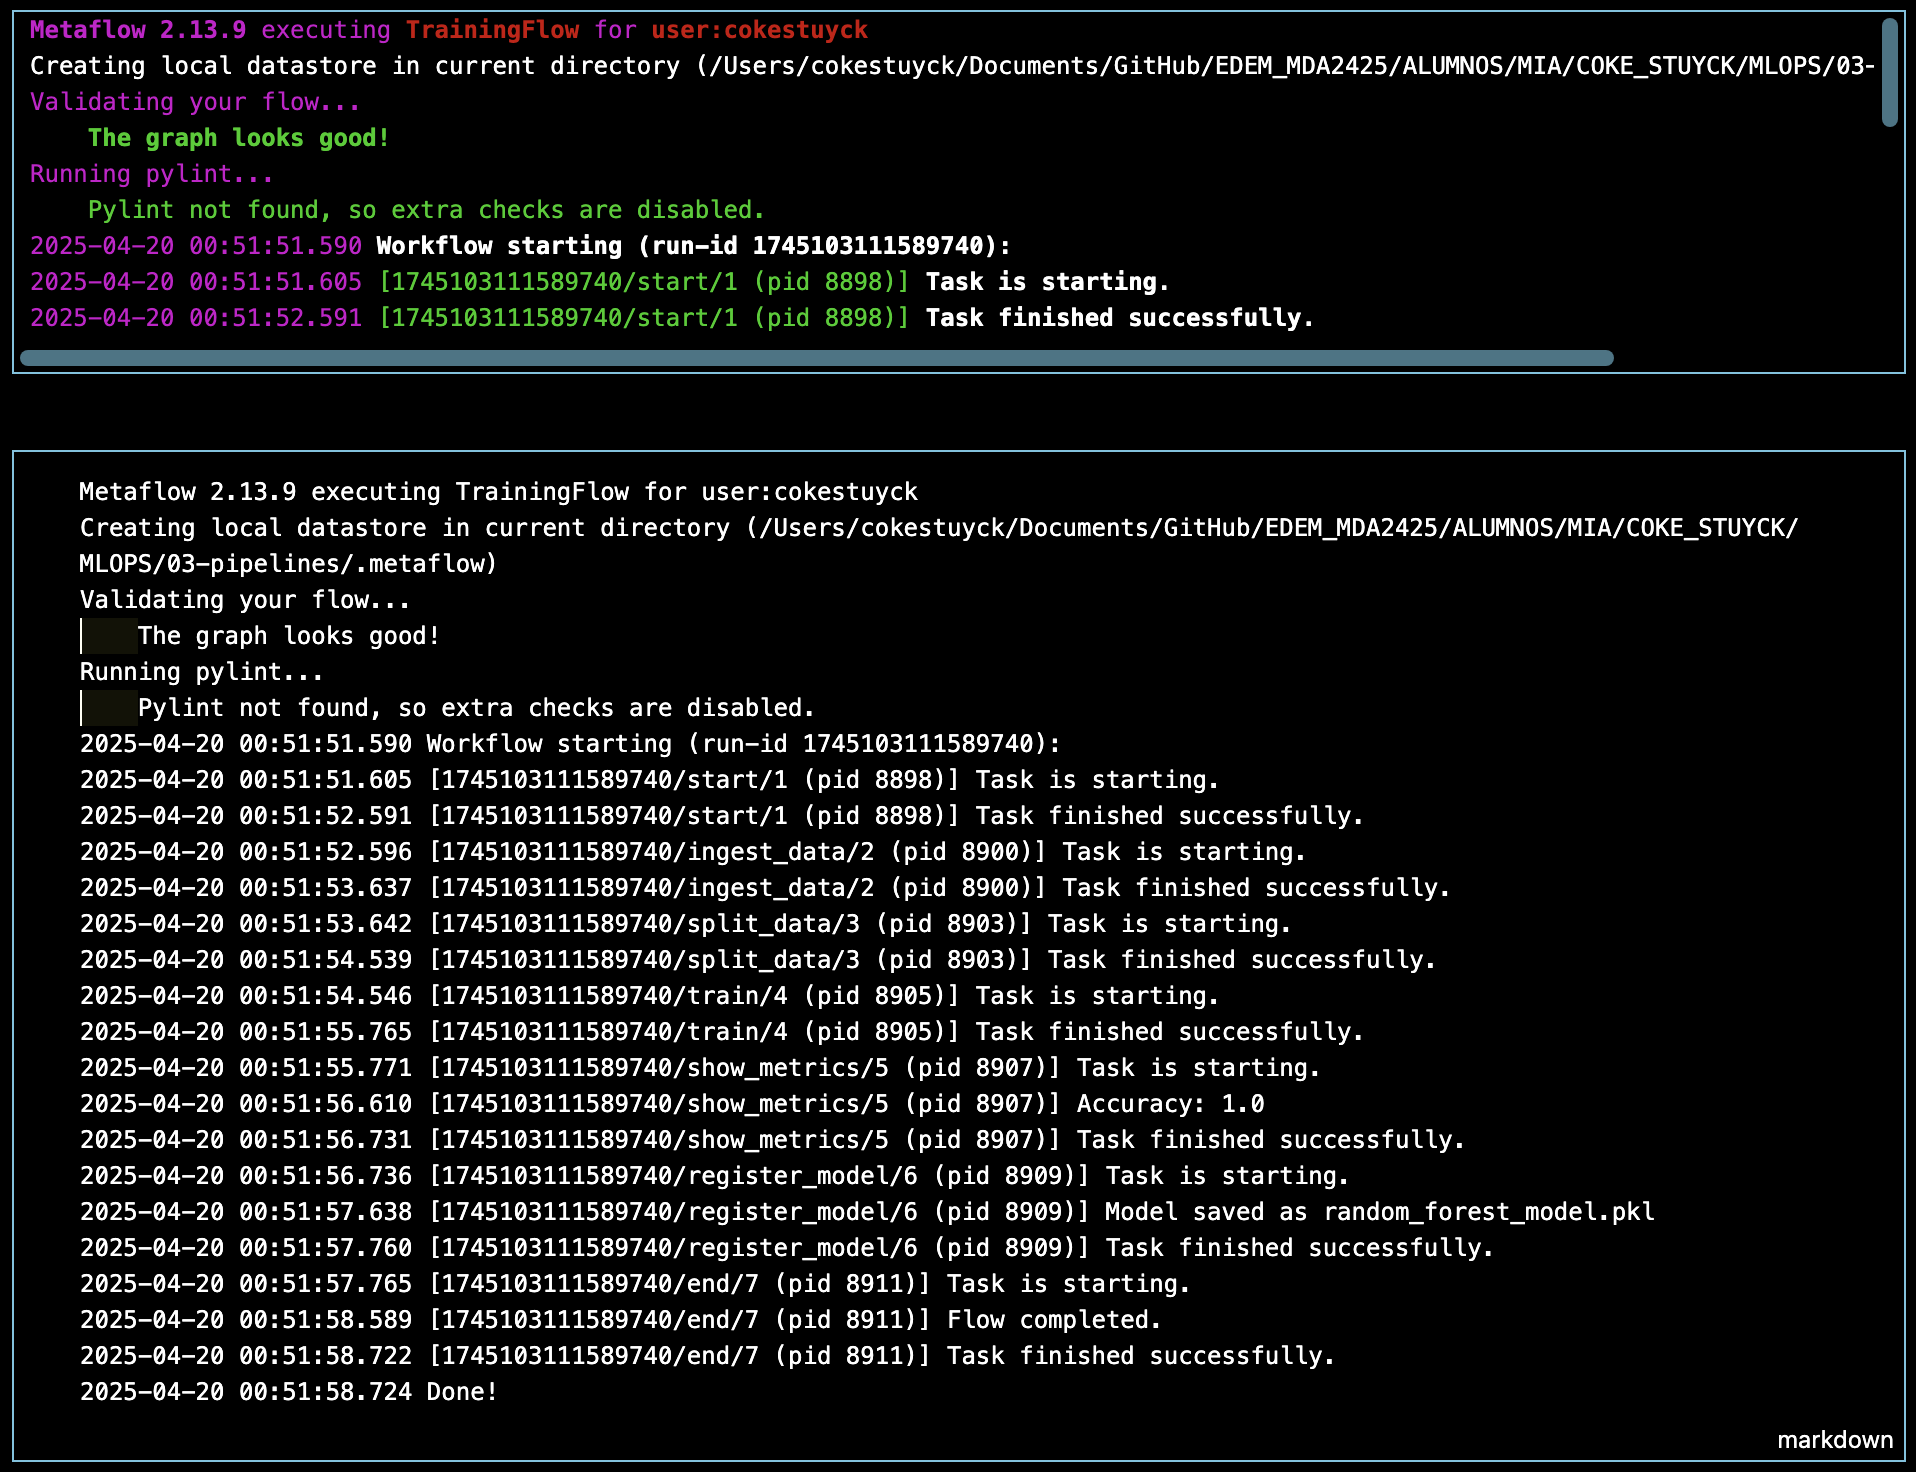 Metaflow 2.13.9 executing TrainingFlow for user:cokestuyck
Creating local datastore in current directory (/Users/cokestuyck/Documents/GitHub/EDEM_MDA2425/ALUMNOS/MIA/COKE_STUYCK/MLOPS/03-
Validating your flow...
    The graph looks good!
Running pylint...
    Pylint not found, so extra checks are disabled.
2025-04-20 00:51:51.590 Workflow starting (run-id 1745103111589740):
2025-04-20 00:51:51.605 [1745103111589740/start/1 (pid 8898)] Task is starting.
2025-04-20 00:51:52.591 [1745103111589740/start/1 (pid 8898)] Task finished successfully.
Metaflow 2.13.9 executing TrainingFlow for user:cokestuyck
Creating local datastore in current directory (/Users/cokestuyck/Documents/GitHub/EDEM_MDA2425/ALUMNOS/MIA/COKE_STUYCK/
MLOPS/03-pipelines/.metaflow)
Validating your flow...
    The graph looks good!
Running pylint...
    Pylint not found, so extra checks are disabled.
2025-04-20 00:51:51.590 Workflow starting (run-id 1745103111589740):
2025-04-20 00:51:51.605 [1745103111589740/start/1 (pid 8898)] Task is starting.
2025-04-20 00:51:52.591 [1745103111589740/start/1 (pid 8898)] Task finished successfully.
2025-04-20 00:51:52.596 [1745103111589740/ingest_data/2 (pid 8900)] Task is starting.
2025-04-20 00:51:53.637 [1745103111589740/ingest_data/2 (pid 8900)] Task finished successfully.
2025-04-20 00:51:53.642 [1745103111589740/split_data/3 (pid 8903)] Task is starting.
2025-04-20 00:51:54.539 [1745103111589740/split_data/3 (pid 8903)] Task finished successfully.
2025-04-20 00:51:54.546 [1745103111589740/train/4 (pid 8905)] Task is starting.
2025-04-20 00:51:55.765 [1745103111589740/train/4 (pid 8905)] Task finished successfully.
2025-04-20 00:51:55.771 [1745103111589740/show_metrics/5 (pid 8907)] Task is starting.
2025-04-20 00:51:56.610 [1745103111589740/show_metrics/5 (pid 8907)] Accuracy: 1.0
2025-04-20 00:51:56.731 [1745103111589740/show_metrics/5 (pid 8907)] Task finished successfully.
2025-04-20 00:51:56.736 [1745103111589740/register_model/6 (pid 8909)] Task is starting.
2025-04-20 00:51:57.638 [1745103111589740/register_model/6 (pid 8909)] Model saved as random_forest_model.pkl
2025-04-20 00:51:57.760 [1745103111589740/register_model/6 (pid 8909)] Task finished successfully.
2025-04-20 00:51:57.765 [1745103111589740/end/7 (pid 8911)] Task is starting.
2025-04-20 00:51:58.589 [1745103111589740/end/7 (pid 8911)] Flow completed.
2025-04-20 00:51:58.722 [1745103111589740/end/7 (pid 8911)] Task finished successfully.
2025-04-20 00:51:58.724 Done!
markdown